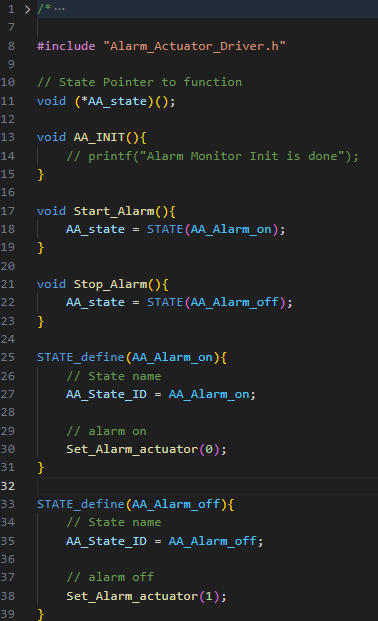 1 > /* ...
7
8 #include "Alarm_Actuator_Driver.h"
9
10 // State Pointer to function
11 void (*AA_state)();
12
13 void AA_INIT(){
14     // printf("Alarm Monitor Init is done");
15 }
16
17 void Start_Alarm(){
18     AA_state = STATE(AA_Alarm_on);
19 }
20
21 void Stop_Alarm(){
22     AA_state = STATE(AA_Alarm_off);
23 }
24
25 STATE_define(AA_Alarm_on){
26     // State name
27     AA_State_ID = AA_Alarm_on;
28
29     // alarm on
30     Set_Alarm_actuator(0);
31 }
32
33 STATE_define(AA_Alarm_off){
34     // State name
35     AA_State_ID = AA_Alarm_off;
36
37     // alarm off
38     Set_Alarm_actuator(1);
39 }